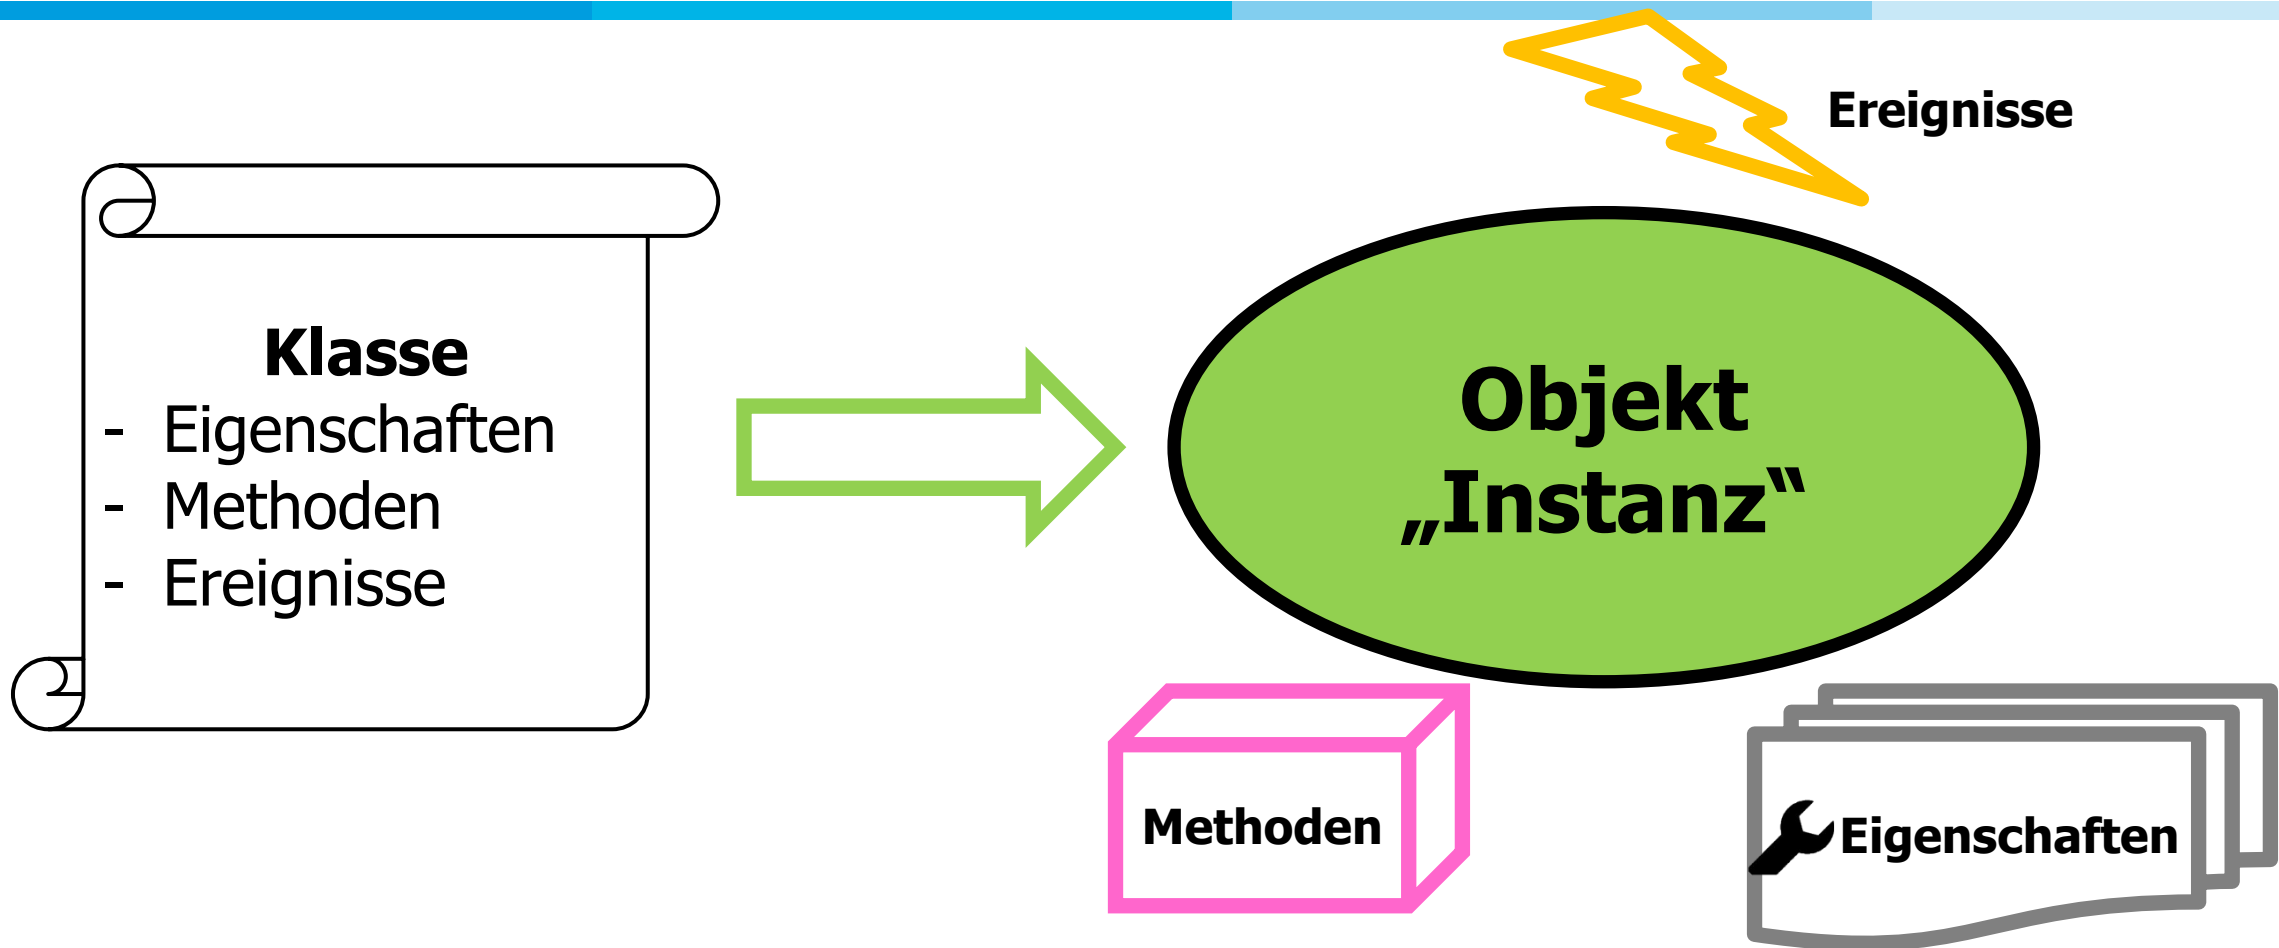 Ereignisse
Klasse
- Eigenschaften
- Methoden
- Ereignisse
Objekt
„Instanz“
Methoden
Eigenschaften